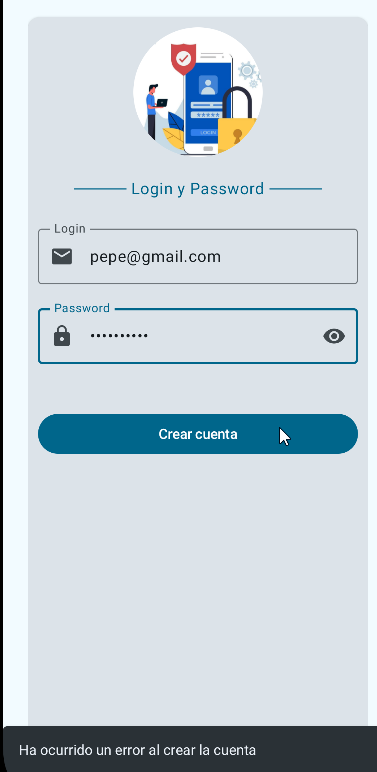 Login y Password
Login
pepe@gmail.com
Password
••••••••••
Crear cuenta
Ha ocurrido un error al crear la cuenta